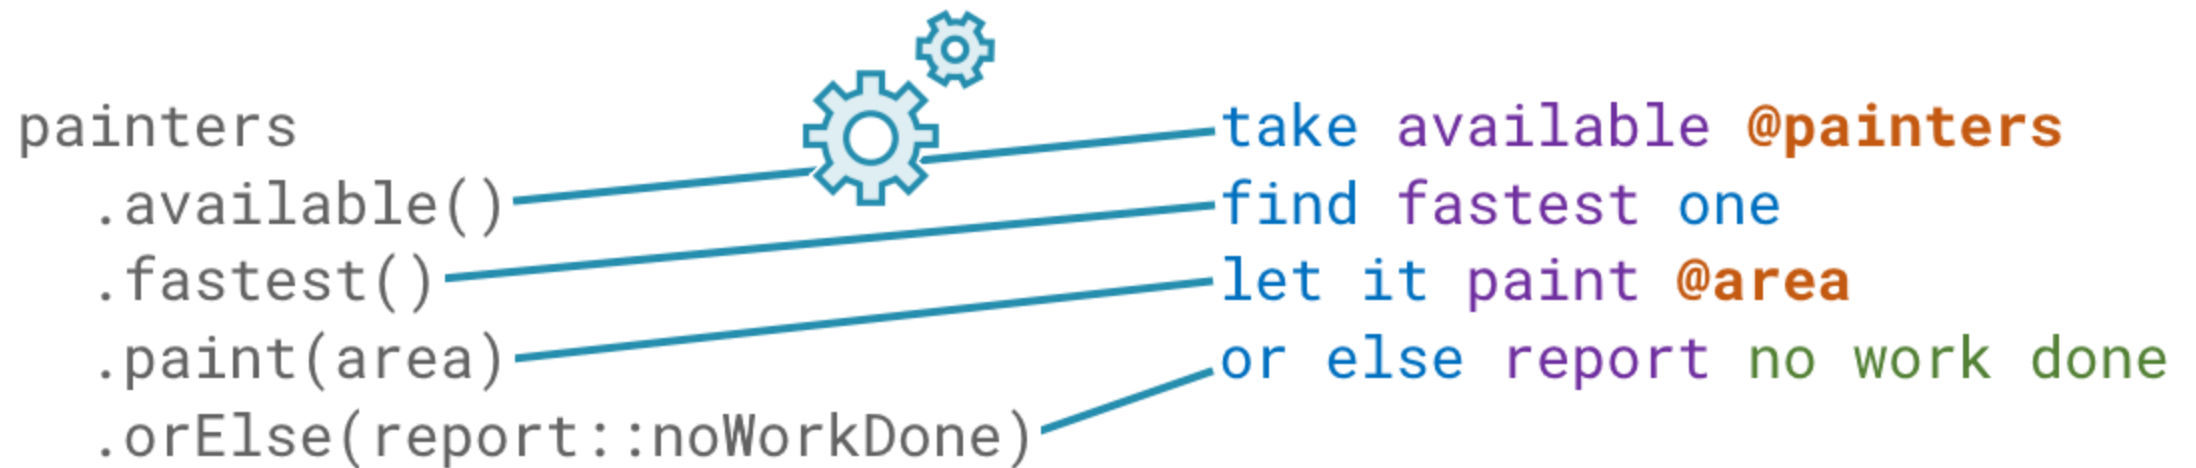 painters
.available()
.fastest()
.paint(area)
.orElse(report::noWorkDone)
take available @painters
find fastest one
let it paint @area
or else report no work done